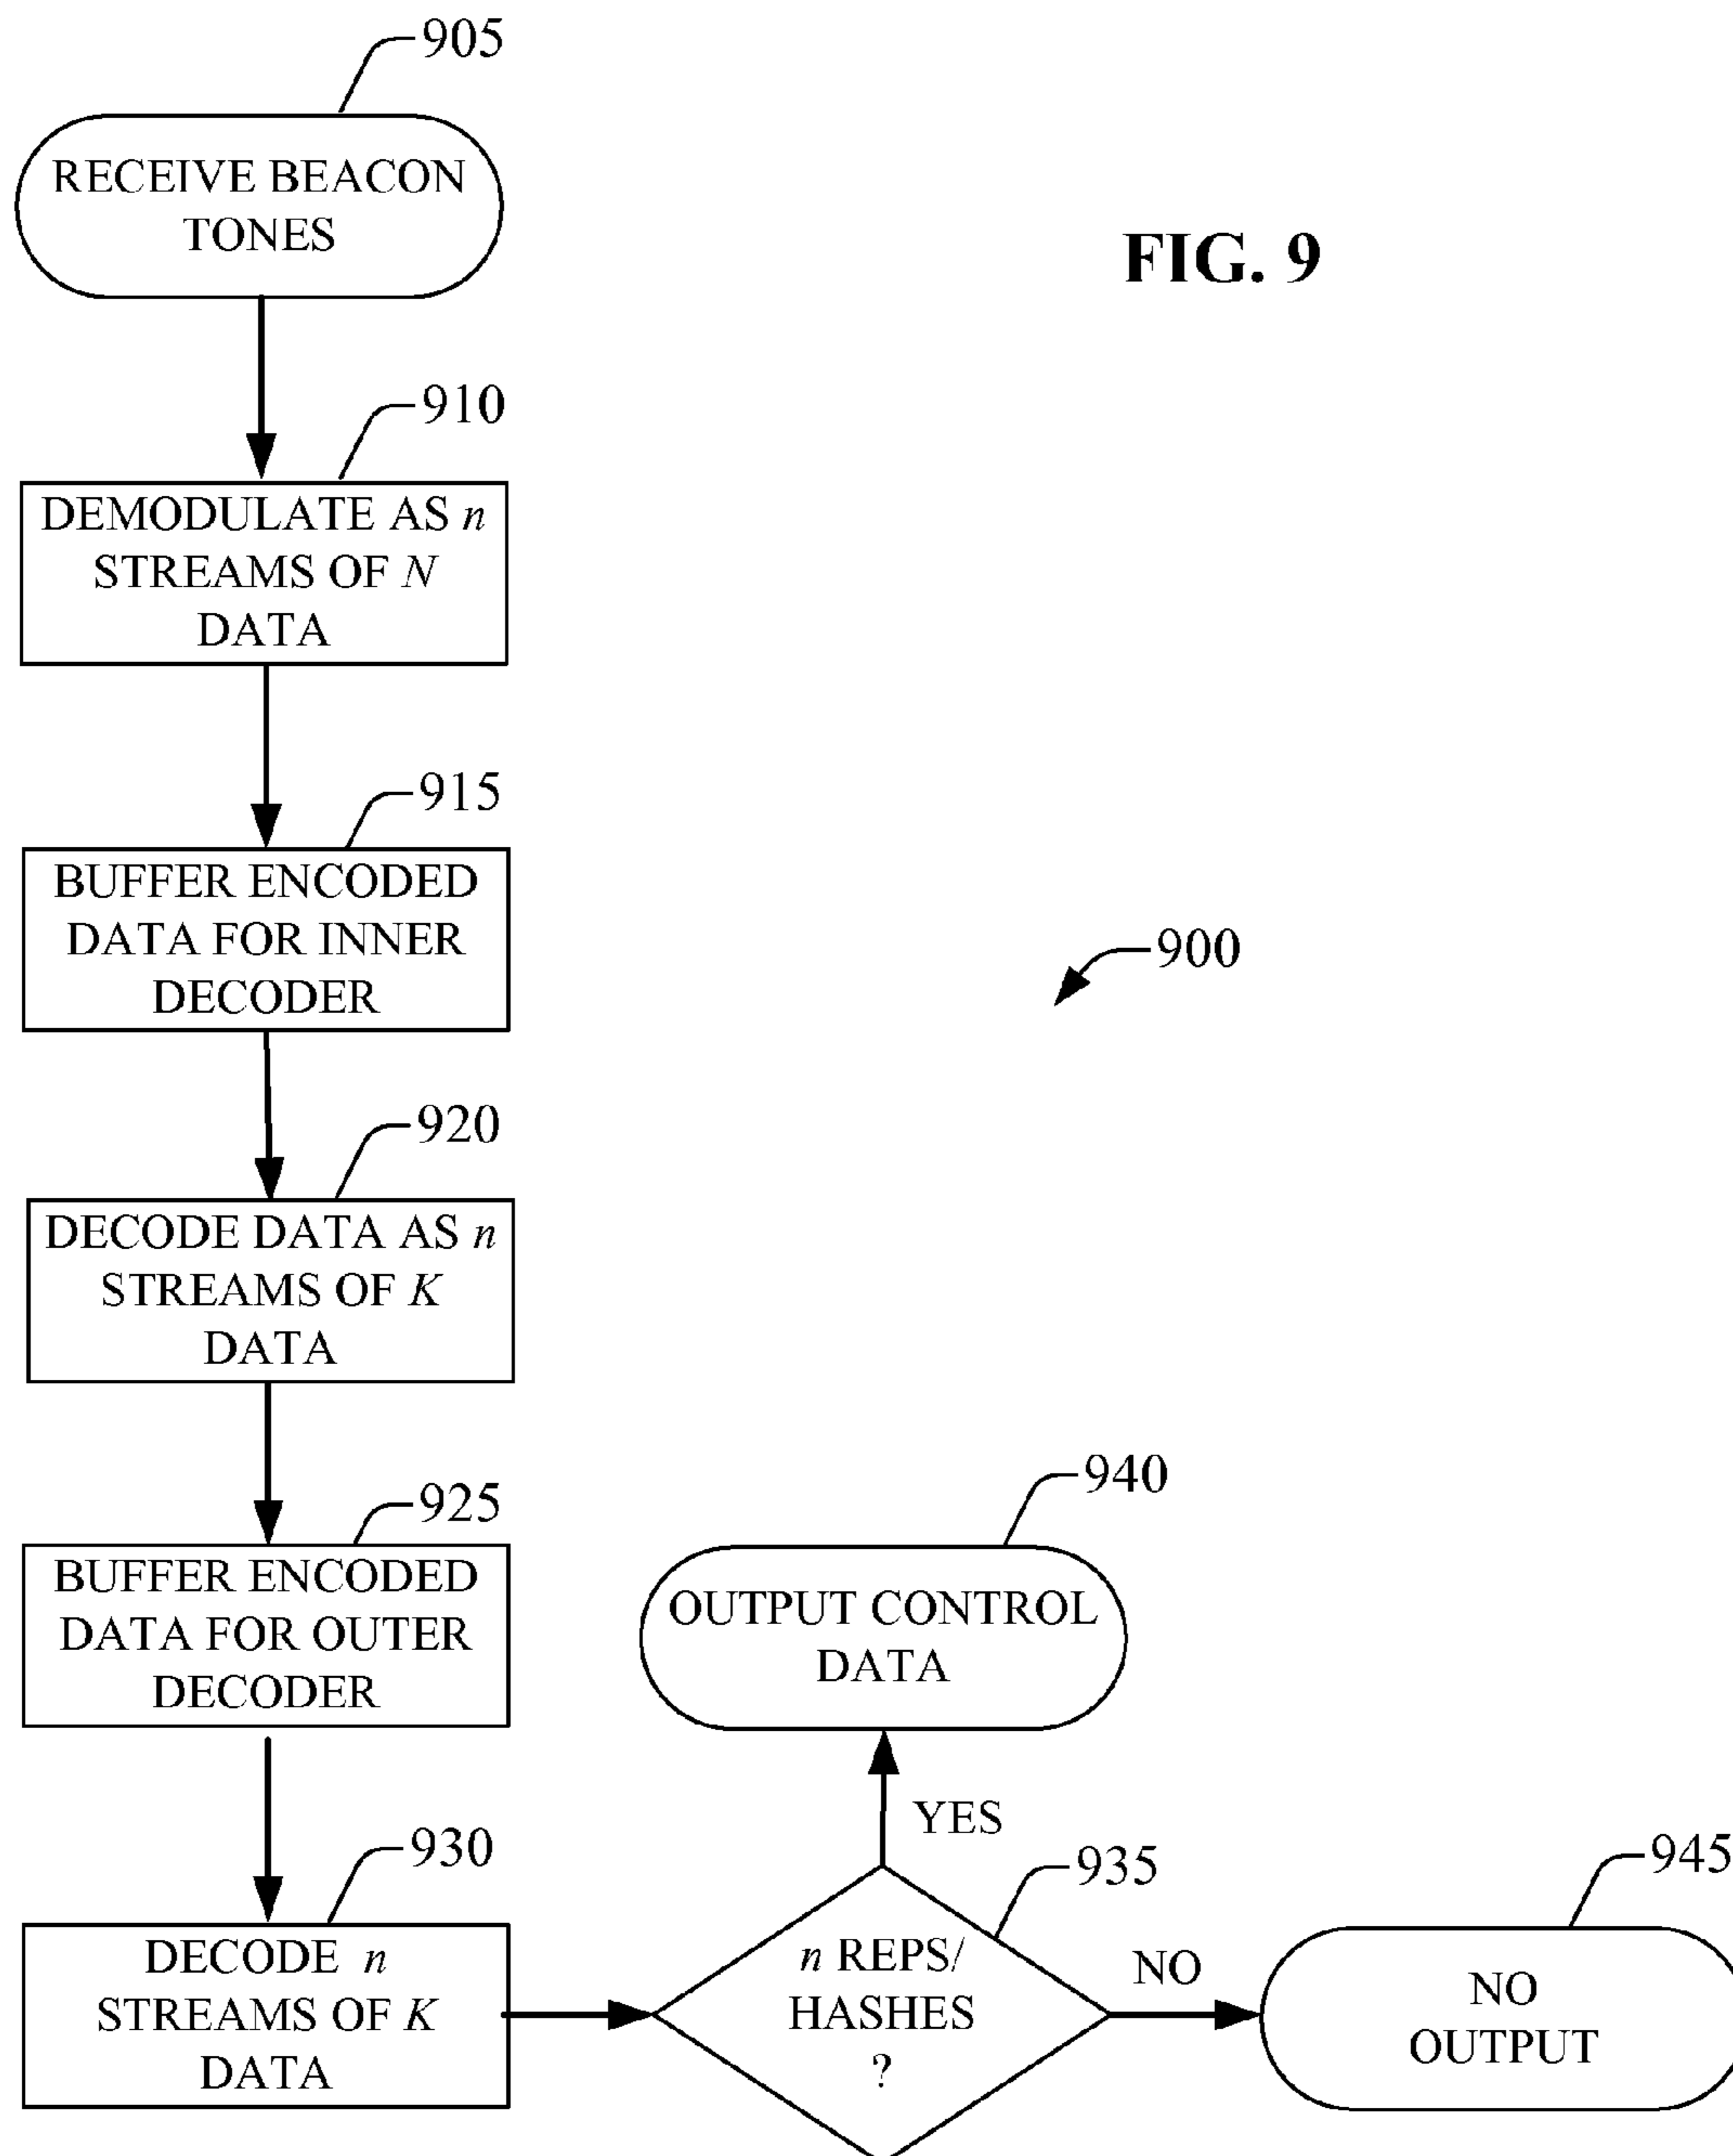 905
RECEIVE BEACON
TONES
FIG. 9
910
DEMODULATE AS n
STREAMS OF N
DATA
915
BUFFER ENCODED
DATA FOR INNER
DECODER
900
920
DECODE DATA AS n
STREAMS OF K
DATA
925
BUFFER ENCODED
DATA FOR OUTER
DECODER
940
OUTPUT CONTROL
DATA
YES
930
DECODE n
STREAMS OF K
DATA
935
n REPS/
HASHES
?
NO
945
NO
OUTPUT